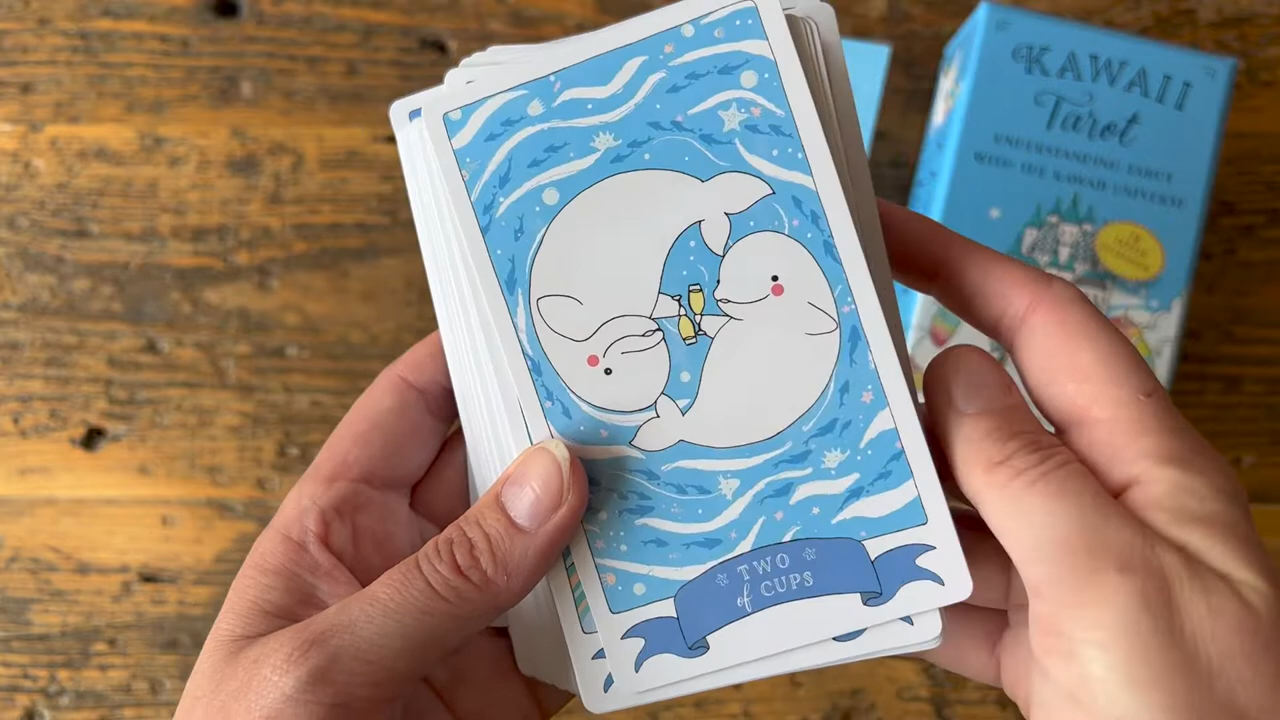 KAWAII
Tarot
UNDERSTANDING TAROT
WITH THE KAWAII UNIVERSE
TWO
of CUPS